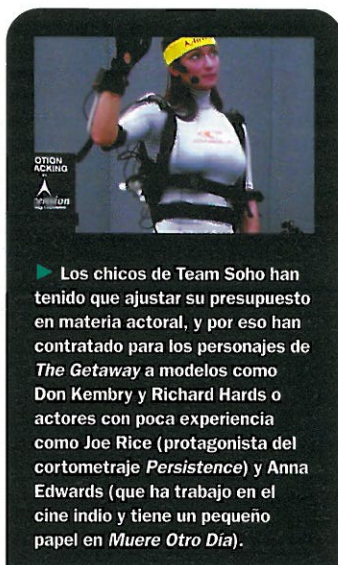 OTION
ACKING
▶ Los chicos de Team Soho han
tenido que ajustar su presupuesto
en materia actoral, y por eso han
contratado para los personajes de
The Getaway a modelos como
Don Kembry y Richard Hards o
actores con poca experiencia
como Joe Rice (protagonista del
cortometraje Persistence) y Anna
Edwards (que ha trabajado en el
cine indio y tiene un pequeño
papel en Muere Otro Día).